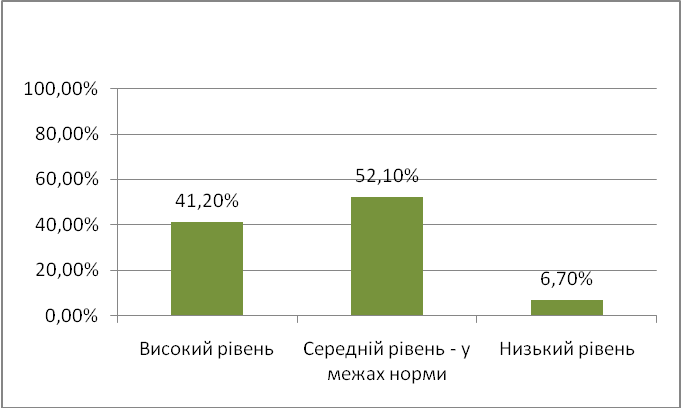 100,00%
80,00%
60,00%
40,00%
20,00%
0,00%
41,20%
52,10%
6,70%
Високий рівень
Середній рівень - у
межах норми
Низький рівень